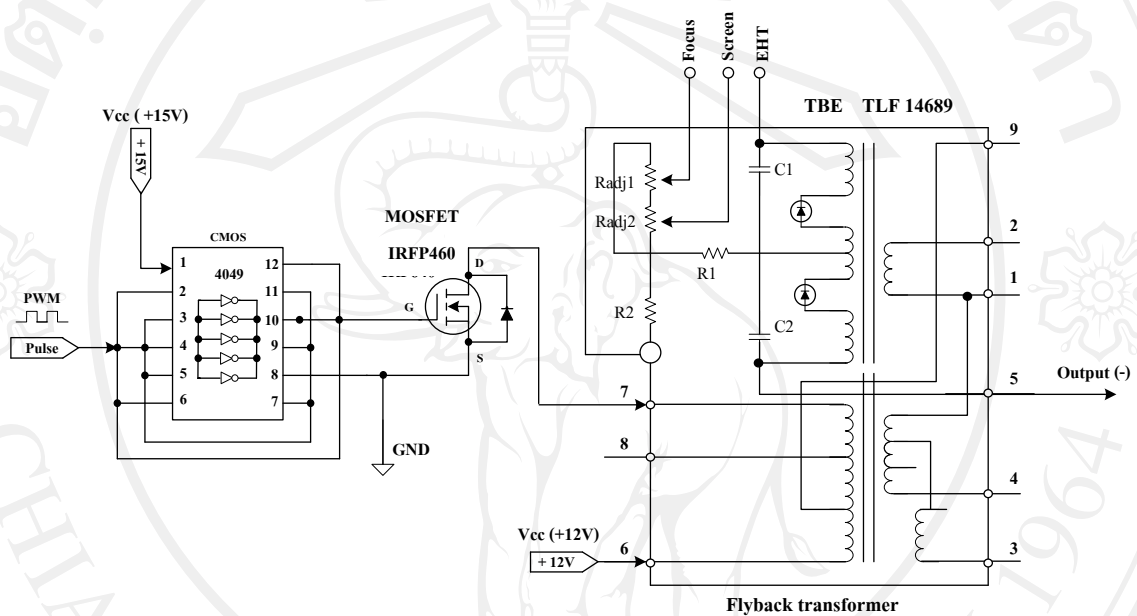 Focus
Screen
EHT
TBE TLF 14689
Vcc ( +15V)
+ 15V
MOSFET
IRFP460
CMOS
4049
1
2
3
4
5
6
12
11
10
9
8
7
PWM
Pulse
G
D
S
GND
Radj1
Radj2
R1
R2
C1
C2
9
2
1
5
Output (-)
7
8
4
Vcc (+12V)
+ 12V
6
3
Flyback transformer
1964
CHIA